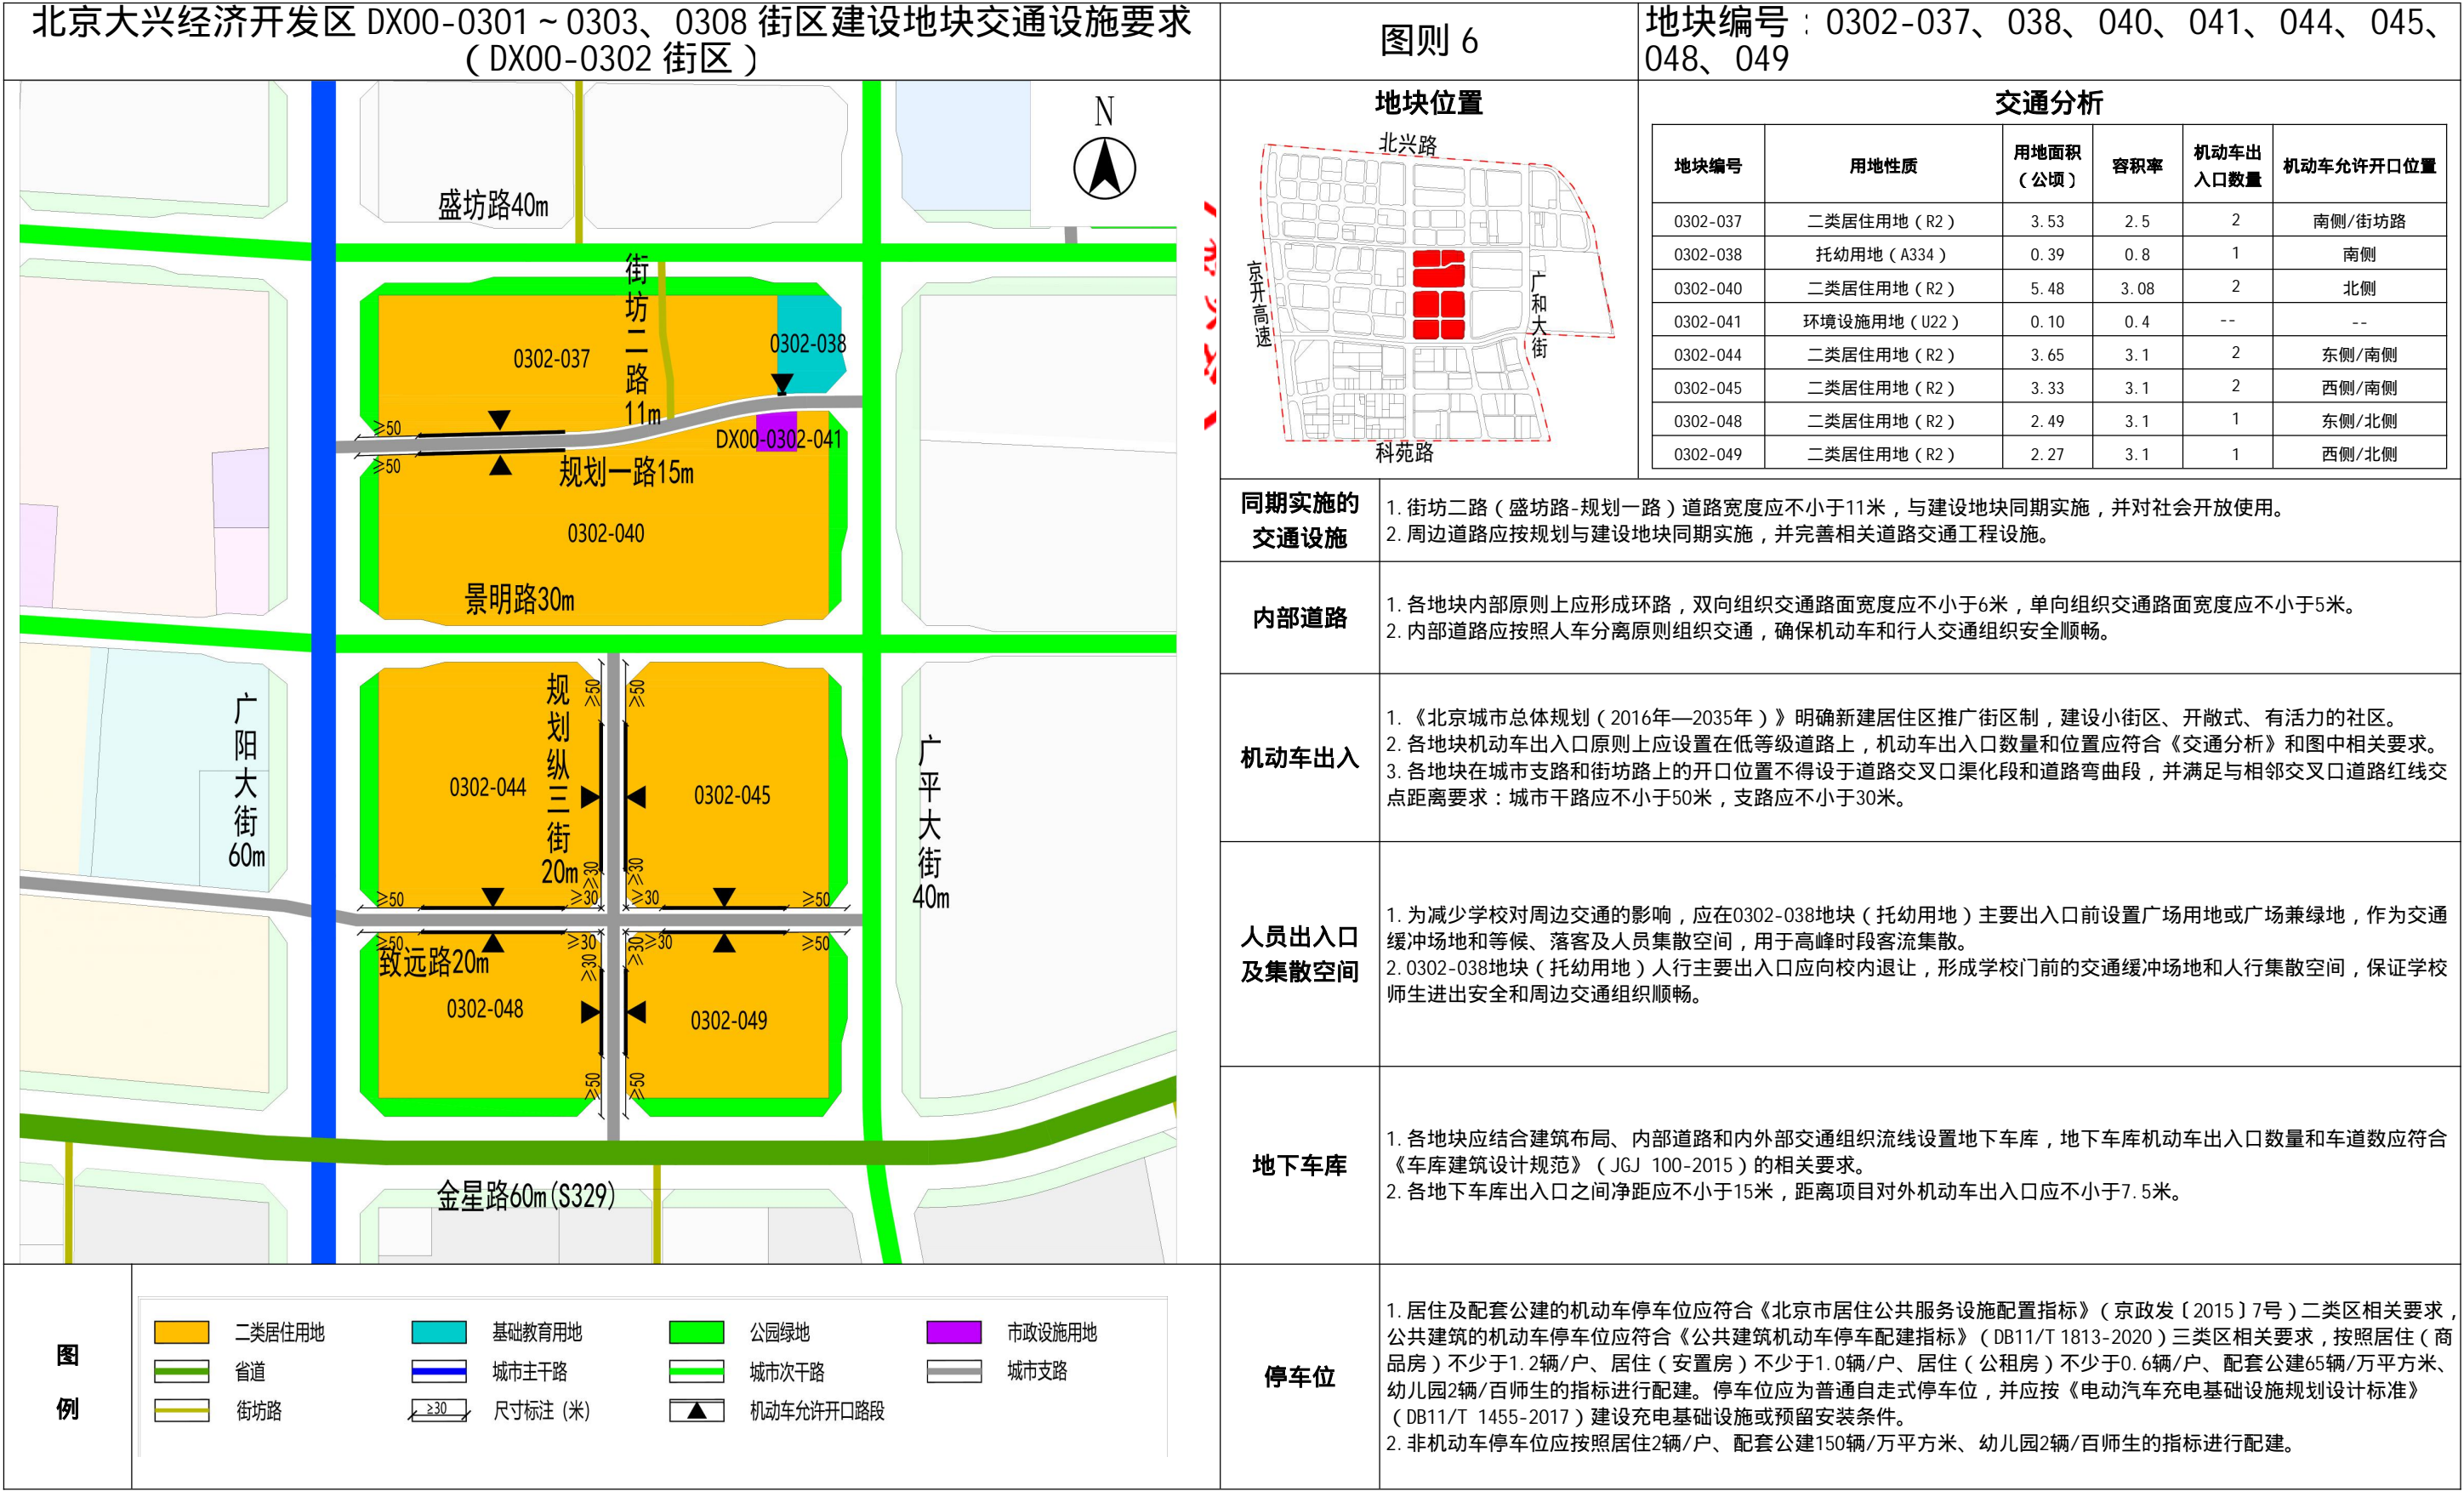 北京大兴经济开发区 DX00-0301～0303、0308 街区建设地块交通设施要求
（DX00-0302 街区）
图则 6
地块编号：0302-037、038、040、041、044、045、
048、049
盛坊路40m
N
街坊二路11m
0302-037
0302-038
≥50
≥50
DX00-0302-041
规划一路15m
0302-040
景明路30m
广阳大街60m
规划纵三街20m
≥50
≥50
0302-044
0302-045
广平大街40m
≥30
≥30
≥50
≥30
≥30
≥50
≥50
≥30
≥30
≥50
≥30
≥30
致远路20m
0302-048
0302-049
≥50
≥50
金星路60m(S329)
图例
二类居住用地
基础教育用地
公园绿地
市政设施用地
省道
城市主干路
城市次干路
城市支路
街坊路
≥30
尺寸标注 (米)
机动车允许开口路段
地块位置
北兴路
京开高速
广和大街
科苑路
交通分析
地块编号 用地性质 用地面积（公顷） 容积率 机动车出入口数量 机动车允许开口位置
0302-037 二类居住用地（R2） 3.53 2.5 2 南侧/街坊路
0302-038 托幼用地（A334） 0.39 0.8 1 南侧
0302-040 二类居住用地（R2） 5.48 3.08 2 北侧
0302-041 环境设施用地（U22） 0.10 0.4 -- --
0302-044 二类居住用地（R2） 3.65 3.1 2 东侧/南侧
0302-045 二类居住用地（R2） 3.33 3.1 2 西侧/南侧
0302-048 二类居住用地（R2） 2.49 3.1 1 东侧/北侧
0302-049 二类居住用地（R2） 2.27 3.1 1 西侧/北侧
同期实施的
交通设施
1.街坊二路（盛坊路-规划一路）道路宽度应不小于11米，与建设地块同期实施，并对社会开放使用。
2.周边道路应按规划与建设地块同期实施，并完善相关道路交通工程设施。
内部道路
1.各地块内部原则上应形成环路，双向组织交通路面宽度应不小于6米，单向组织交通路面宽度应不小于5米。
2.内部道路应按照人车分离原则组织交通，确保机动车和行人交通组织安全顺畅。
机动车出入
1.《北京城市总体规划（2016年—2035年）》明确新建居住区推广街区制，建设小街区、开敞式、有活力的社区。
2.各地块机动车出入口原则上应设置在低等级道路上，机动车出入口数量和位置应符合《交通分析》和图中相关要求。
3.各地块在城市支路和街坊路上的开口位置不得设于道路交叉口渠化段和道路弯曲段，并满足与相邻交叉口道路红线交
点距离要求：城市干路应不小于50米，支路应不小于30米。
人员出入口
及集散空间
1.为减少学校对周边交通的影响，应在0302-038地块（托幼用地）主要出入口前设置广场用地或广场兼绿地，作为交通
缓冲场地和等候、落客及人员集散空间，用于高峰时段客流集散。
2.0302-038地块（托幼用地）人行主要出入口应向校内退让，形成学校门前的交通缓冲场地和人行集散空间，保证学校
师生进出安全和周边交通组织顺畅。
地下车库
1.各地块应结合建筑布局、内部道路和内外部交通组织流线设置地下车库，地下车库机动车出入口数量和车道数应符合
《车库建筑设计规范》（JGJ 100-2015）的相关要求。
2.各地下车库出入口之间净距应不小于15米，距离项目对外机动车出入口应不小于7.5米。
停车位
1.居住及配套公建的机动车停车位应符合《北京市居住公共服务设施配置指标》（京政发〔2015〕7号）二类区相关要求，
公共建筑的机动车停车位应符合《公共建筑机动车停车配建指标》（DB11/T 1813-2020）三类区相关要求，按照居住（商
品房）不少于1.2辆/户、居住（安置房）不少于1.0辆/户、居住（公租房）不少于0.6辆/户、配套公建65辆/万平方米、
幼儿园2辆/百师生的指标进行配建。停车位应为普通自走式停车位，并应按《电动汽车充电基础设施规划设计标准》
（DB11/T 1455-2017）建设充电基础设施或预留安装条件。
2.非机动车停车位应按照居住2辆/户、配套公建150辆/万平方米、幼儿园2辆/百师生的指标进行配建。